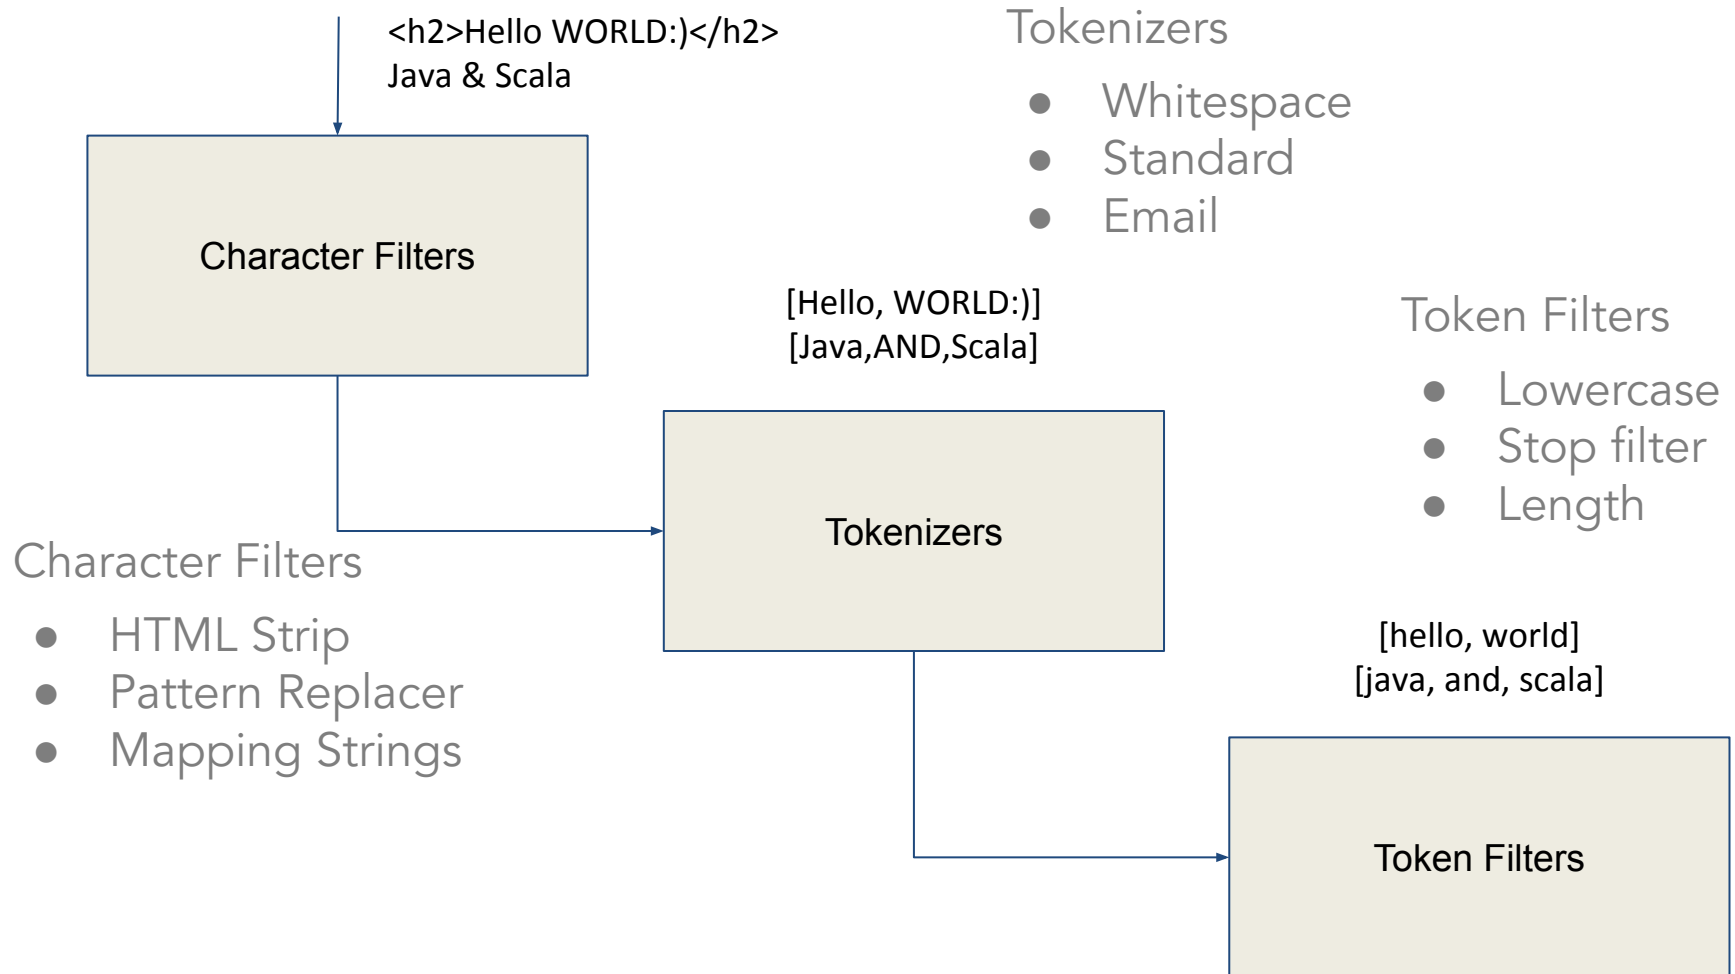 <h2>Hello WORLD:)</h2>
Java & Scala
Character Filters
Tokenizers
● Whitespace
● Standard
● Email
[Hello, WORLD:)]
[Java,AND,Scala]
Tokenizers
Token Filters
● Lowercase
● Stop filter
● Length
Character Filters
● HTML Strip
● Pattern Replacer
● Mapping Strings
[hello, world]
[java, and, scala]
Token Filters